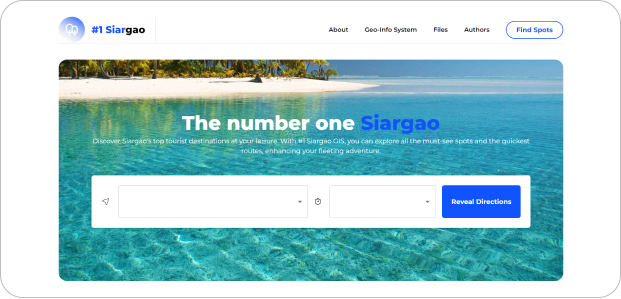 #1 Siargao
About
Geo-Info System
Files
Authors
Find Spots
The number one Siargao
Discover Siargao's top tourist destinations at your leisure. With #1 Siargao GIS, you can explore all the must-see spots and the quickest
routes, enhancing your fleeting adventure.
Reveal Directions